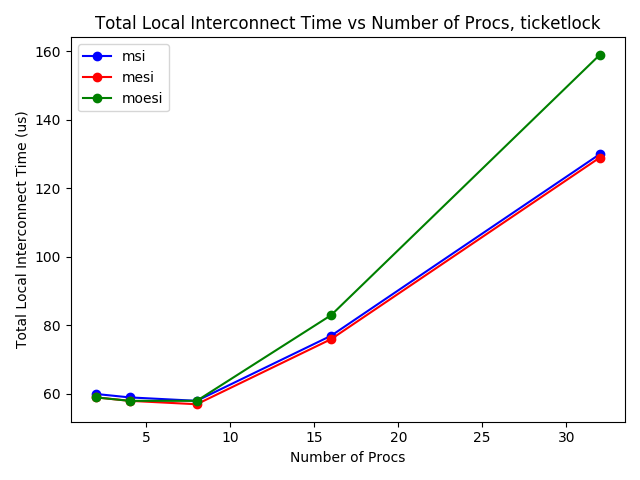 Total Local Interconnect Time vs Number of Procs, ticketlock
msi
mesi
moesi
Total Local Interconnect Time (us)
160
140
120
100
80
60
5 10 15 20 25 30
Number of Procs